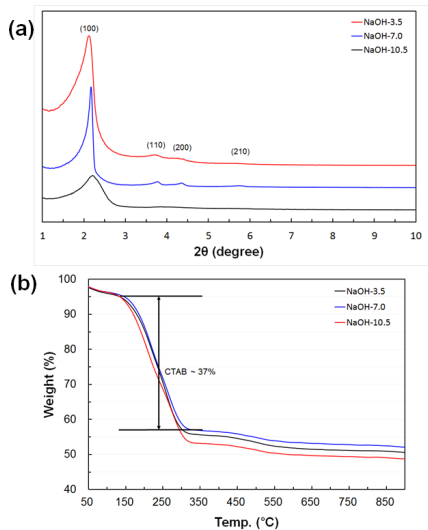 (a)
NaOH-3.5
NaOH-7.0
NaOH-10.5
(100)
(110)
(200)
(210)
1 2 3 4 5 6 7 8 9 10
2θ (degree)
(b)
100
90
80
70
60
50
40
Weight (%)
NaOH-3.5
NaOH-7.0
NaOH-10.5
CTAB ~ 37%
50 150 250 350 450 550 650 750 850
Temp. (°C)